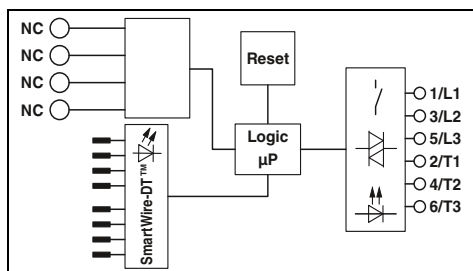 NC
NC
NC
NC
Reset
Logic
µP
SmartWire-DT™
1/L1
3/L2
5/L3
2/T1
4/T2
6/T3